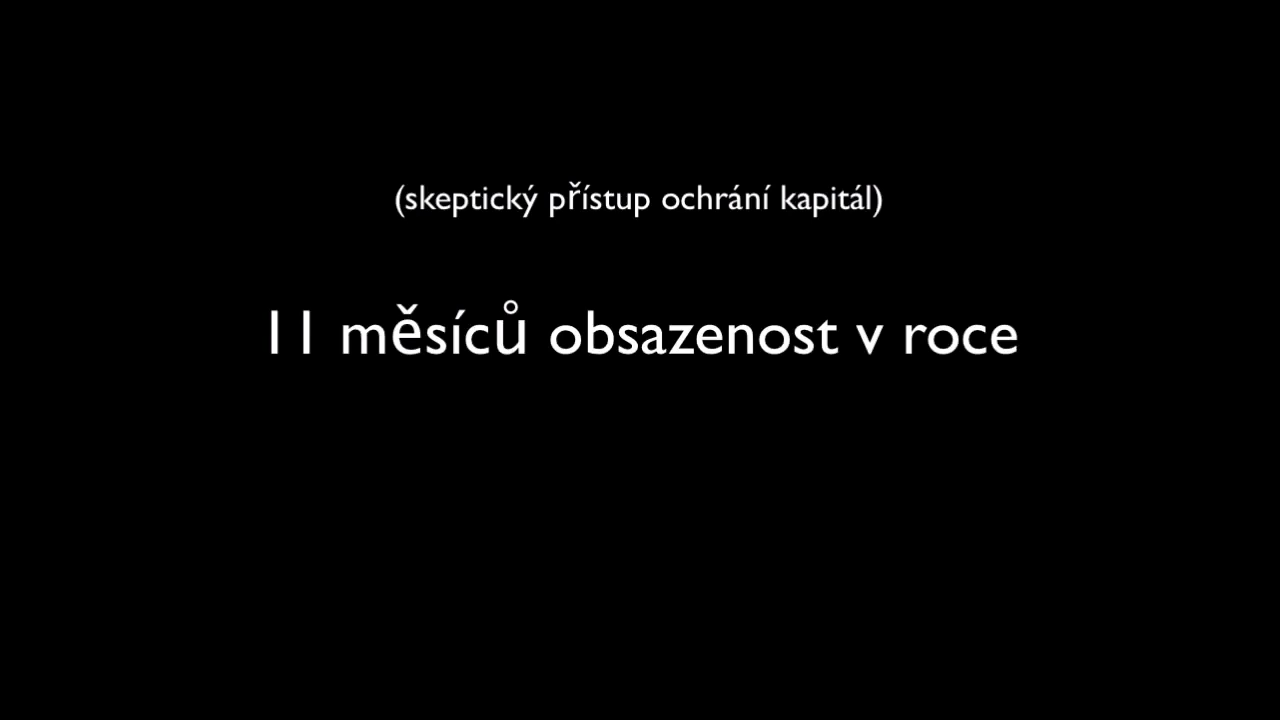 (skeptický přístup ochrání kapitál)
11 měsíců obsazenost v roce